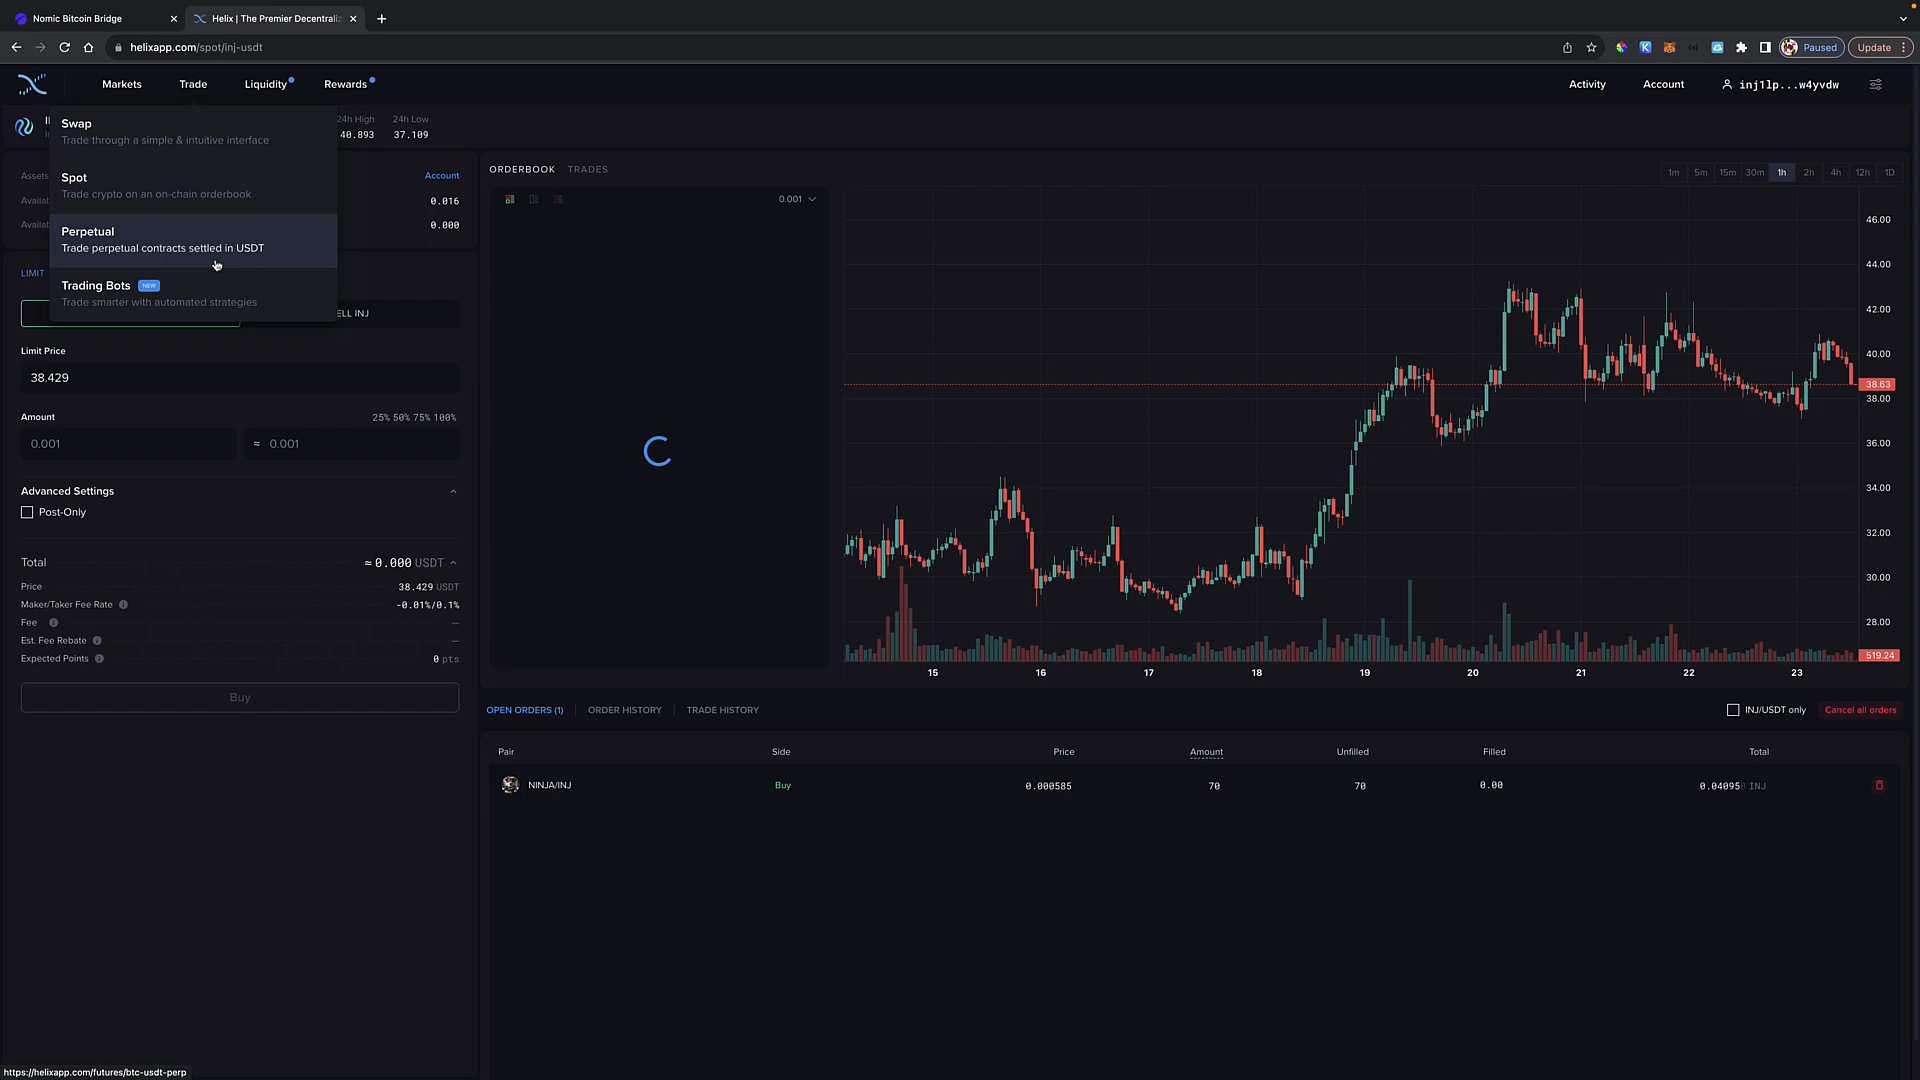 Nomic Bitcoin Bridge
Helix | The Premier Decentraliz
helixapp.com/spot/inj-usdt
Paused
Update
Markets
Trade
Liquidity
Rewards
Activity
Account
inj1lp...w4yvdw
Swap
Trade through a simple & intuitive interface
Spot
Trade crypto on an on-chain orderbook
Perpetual
Trade perpetual contracts settled in USDT
Trading Bots NEW
Trade smarter with automated strategies
24h High
40.893
24h Low
37.109
Assets
Account
0.016
0.000
LIMIT
ELL INJ
Limit Price
38.429
Amount
25% 50% 75% 100%
0.001
≈ 0.001
Advanced Settings
Post-Only
Total
≈0.000 USDT
Price
38.429 USDT
Maker/Taker Fee Rate
-0.01%/0.1%
Fee
—
Est. Fee Rebate
—
Expected Points
0 pts
Buy
ORDERBOOK
TRADES
0.001
1m
5m
15m
30m
1h
2h
4h
12h
1D
46.00
44.00
42.00
40.00
38.63
38.00
36.00
34.00
32.00
30.00
28.00
519.24
15
16
17
18
19
20
21
22
23
OPEN ORDERS (1)
ORDER HISTORY
TRADE HISTORY
INJ/USDT only
Cancel all orders
Pair
Side
Price
Amount
Unfilled
Filled
Total
NINJA/INJ
Buy
0.000585
70
70
0.00
0.040950 INJ
https://helixapp.com/futures/btc-usdt-perp